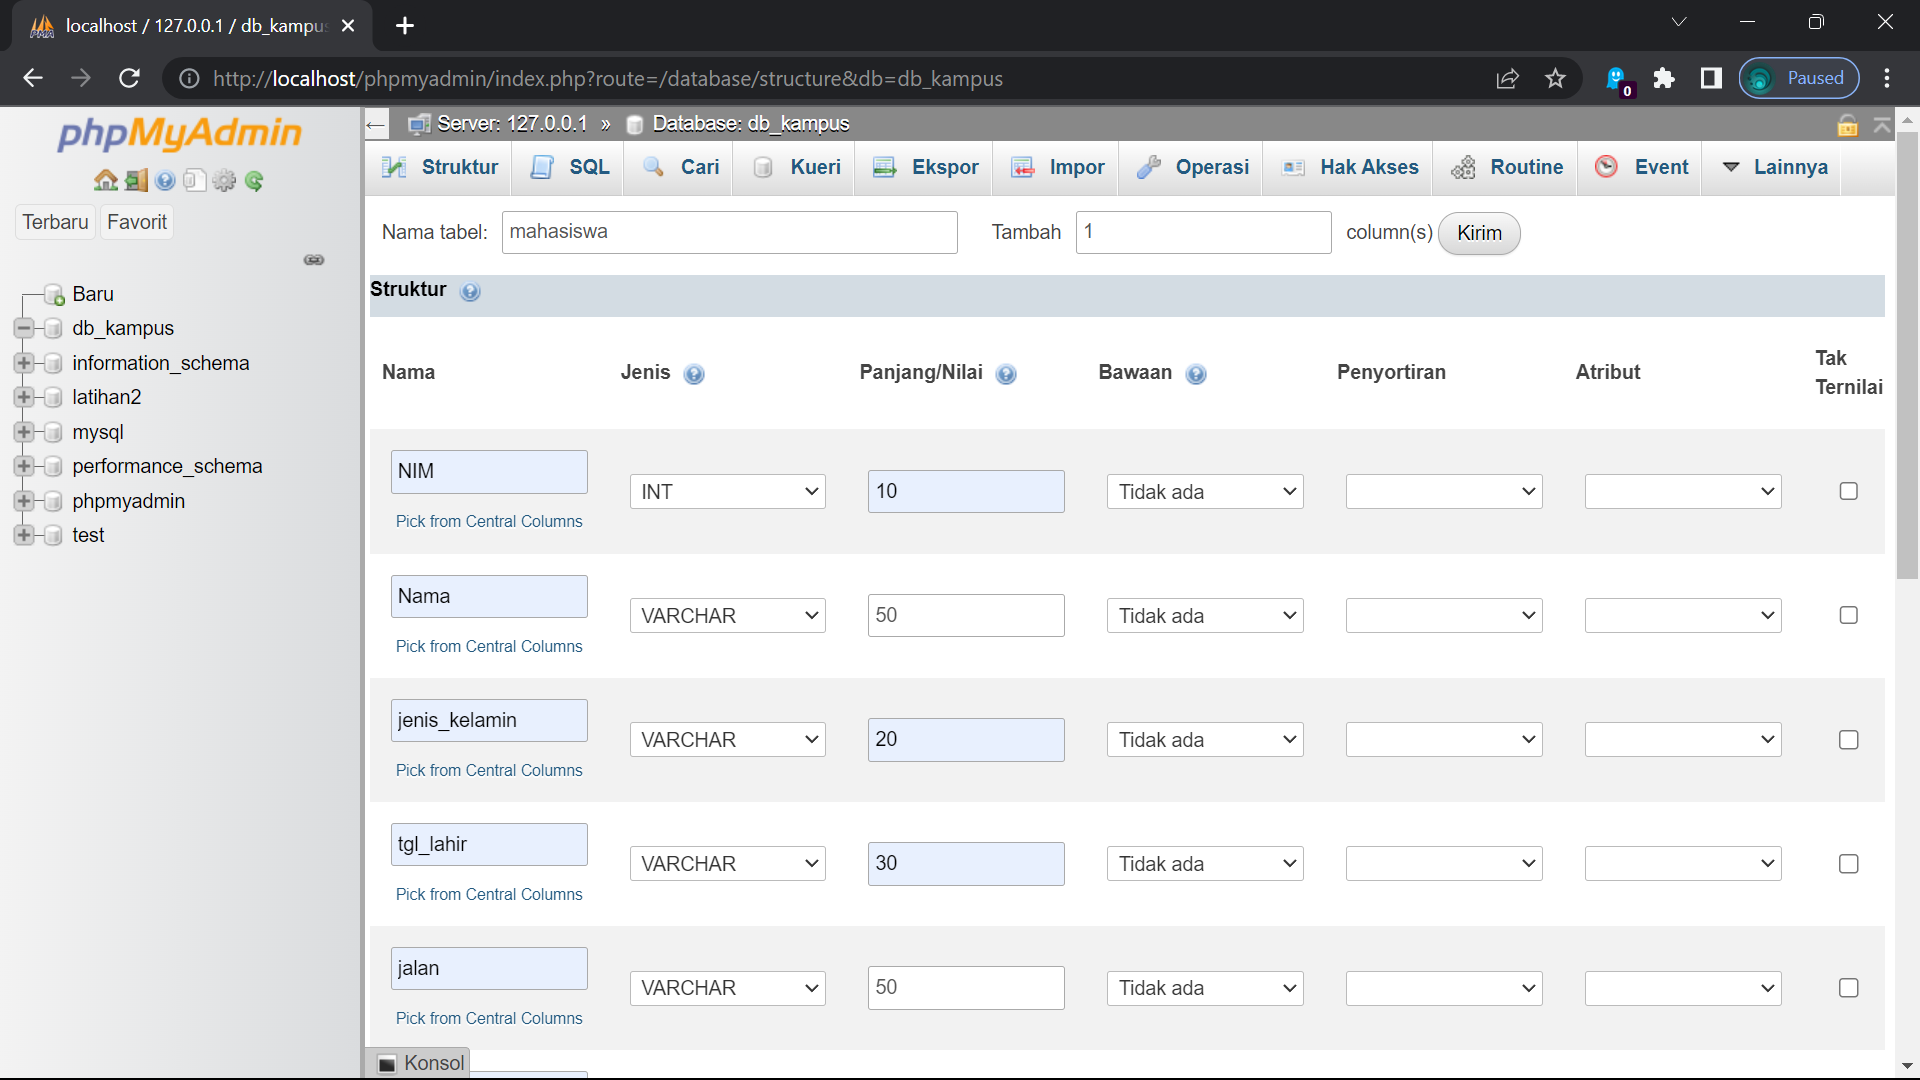 localhost / 127.0.0.1 / db_kampus
http://localhost/phpmyadmin/index.php?route=/database/structure&db=db_kampus
0
Paused
phpMyAdmin
Terbaru
Favorit
Baru
db_kampus
information_schema
latihan2
mysql
performance_schema
phpmyadmin
test
Server: 127.0.0.1 » Database: db_kampus
Struktur SQL Cari Kueri Ekspor Impor Operasi Hak Akses Routine Event Lainnya
Nama tabel: mahasiswa Tambah 1 column(s) Kirim
Struktur
Nama Jenis Panjang/Nilai Bawaan Penyortiran Atribut Tak Ternilai
NIM INT 10 Tidak ada
Pick from Central Columns
Nama VARCHAR 50 Tidak ada
Pick from Central Columns
jenis_kelamin VARCHAR 20 Tidak ada
Pick from Central Columns
tgl_lahir VARCHAR 30 Tidak ada
Pick from Central Columns
jalan VARCHAR 50 Tidak ada
Pick from Central Columns
Konsol